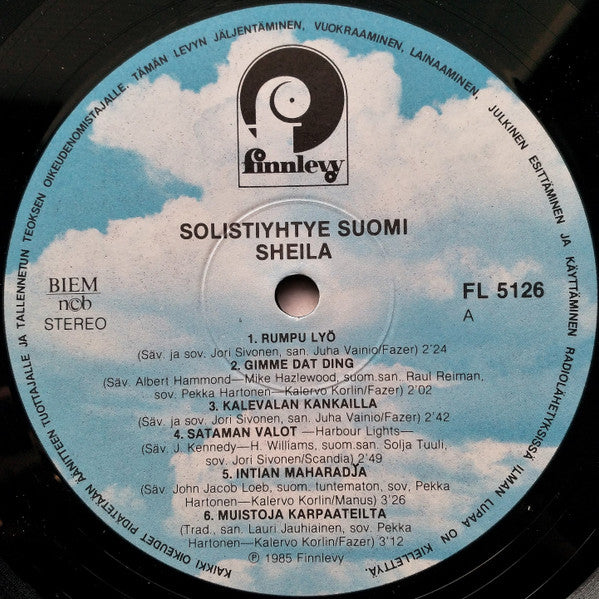 KAIKKI OIKEUDET PIDÄTETÄÄN ÄÄNITTEEN TUOTTAJALLE JA TALLENNETUN TEOKSEN OIKEUDENOMISTAJALLE. TÄMÄN LEVYN JÄLJENTÄMINEN, VUOKRAAMINEN, LAINAAMINEN, JULKINEN ESITTÄMINEN JA KÄYTTÄMINEN RADIOLÄHETYKSISSÄ ILMAN LUPAA ON KIELLETTYÄ.
finnlevy
SOLISTIYHTYE SUOMI
SHEILA
BIEM
ncb
STEREO
FL 5126
A
1. RUMPU LYÖ
(Säv. ja sov. Jori Sivonen, san. Juha Vainio/Fazer) 2'24
2. GIMME DAT DING
(Säv. Albert Hammond—Mike Hazlewood, suom.san. Raul Reiman,
sov. Pekka Hartonen—Kalervo Korlin/Fazer) 2'02
3. KALEVALAN KANKAILLA
(Säv. ja sov. Jori Sivonen, san. Juha Vainio/Fazer) 2'42
4. SATAMAN VALOT — Harbour Lights—
(Säv. J. Kennedy—H. Williams, suom.san. Solja Tuuli,
sov. Jori Sivonen/Scandia) 2'49
5. INTIAN MAHARADJA
(Säv. John Jacob Loeb, suom. tuntematon, sov, Pekka
Hartonen—Kalervo Korlin/Manus) 3'26
6. MUISTOJA KARPAATEILTA
(Trad., san. Lauri Jauhiainen, sov. Pekka
Hartonen—Kalervo Korlin/Fazer) 3'12
℗ 1985 Finnlevy